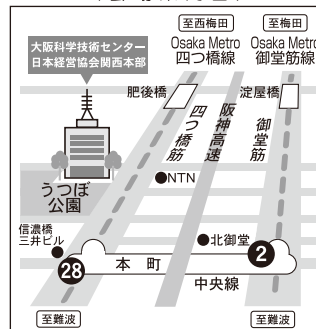 至西梅田
至梅田
Osaka Metro
四つ橋線
Osaka Metro
御堂筋線
大阪科学技術センター
日本経営協会関西本部
肥後橋
淀屋橋
四つ橋筋
阪神高速
御堂筋
うつぼ
公園
NTN
信濃橋
三井ビル
北御堂
28
2
本町
中央線
至難波
至難波